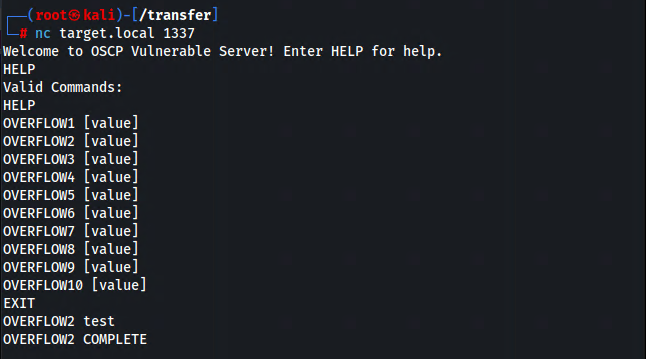 (root㉿kali)-[/transfer]
# nc target.local 1337
Welcome to OSCP Vulnerable Server! Enter HELP for help.
HELP
Valid Commands:
HELP
OVERFLOW1 [value]
OVERFLOW2 [value]
OVERFLOW3 [value]
OVERFLOW4 [value]
OVERFLOW5 [value]
OVERFLOW6 [value]
OVERFLOW7 [value]
OVERFLOW8 [value]
OVERFLOW9 [value]
OVERFLOW10 [value]
EXIT
OVERFLOW2 test
OVERFLOW2 COMPLETE